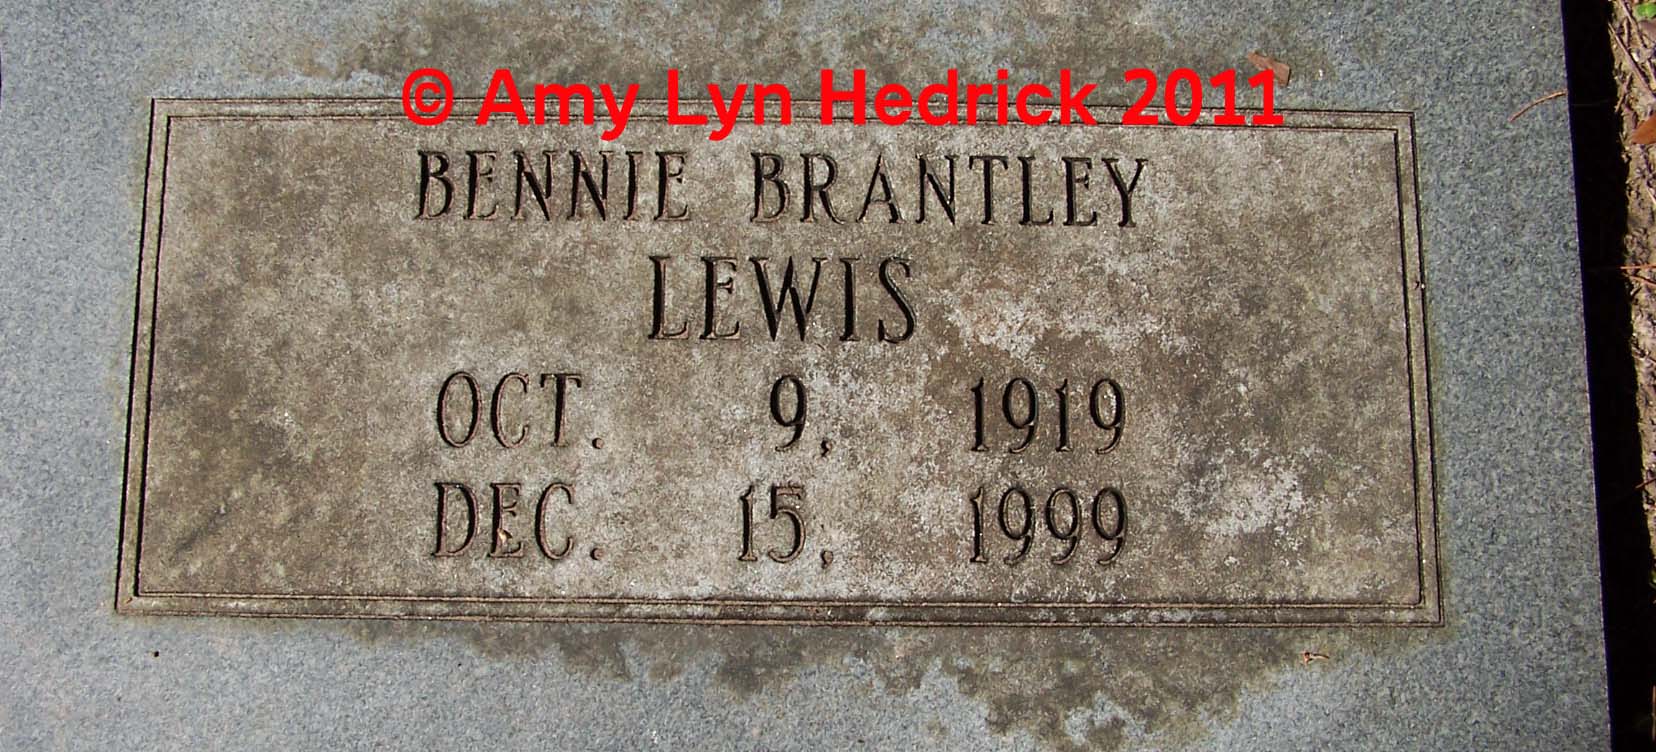 © Amy Lyn Hedrick 2011
BENNIE BRANTLEY
LEWIS
OCT. 9, 1919
DEC. 15, 1999